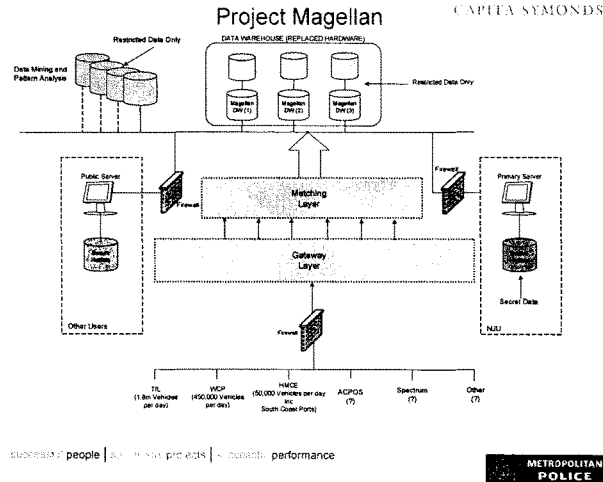 Project Magellan
CAPITA SYMONDS
DATA WAREHOUSE (REPLACED HARDWARE)
Restricted Data Only
Data Mining and
Pattern Analysis
Restricted Data Only
Magellan
DW (1)
Magellan
DW (2)
Magellan
DW (3)
Public Server
Firewall
Firewall
Primary Server
Matching
Layer
Gateway
Layer
Secret Data
Other Users
Firewall
TfL
(1.8m Vehicles
per day)
WCP
(450,000 Vehicles
per day)
HMCE
(50,000 Vehicles per day
Inc
South Coast Ports)
ACPOS
(?)
Spectrum
(?)
Other
(?)
people | projects | performance
METROPOLITAN
POLICE